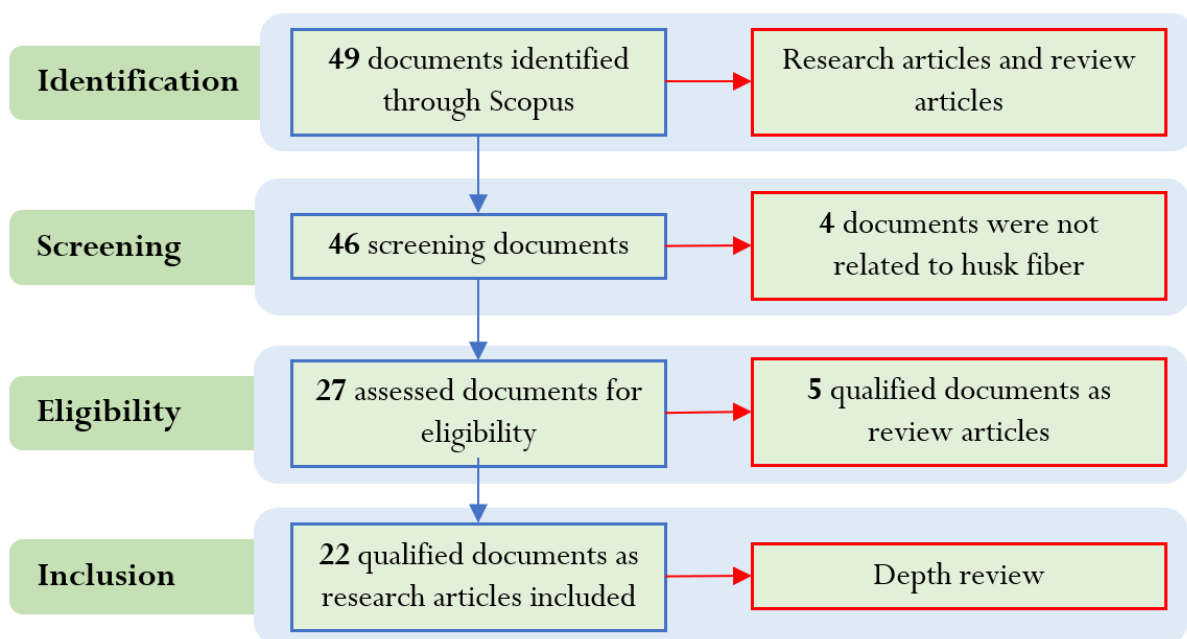 Identification
49 documents identified
through Scopus
Research articles and review
articles
Screening
46 screening documents
4 documents were not
related to husk fiber
Eligibility
27 assessed documents for
eligibility
5 qualified documents as
review articles
Inclusion
22 qualified documents as
research articles included
Depth review